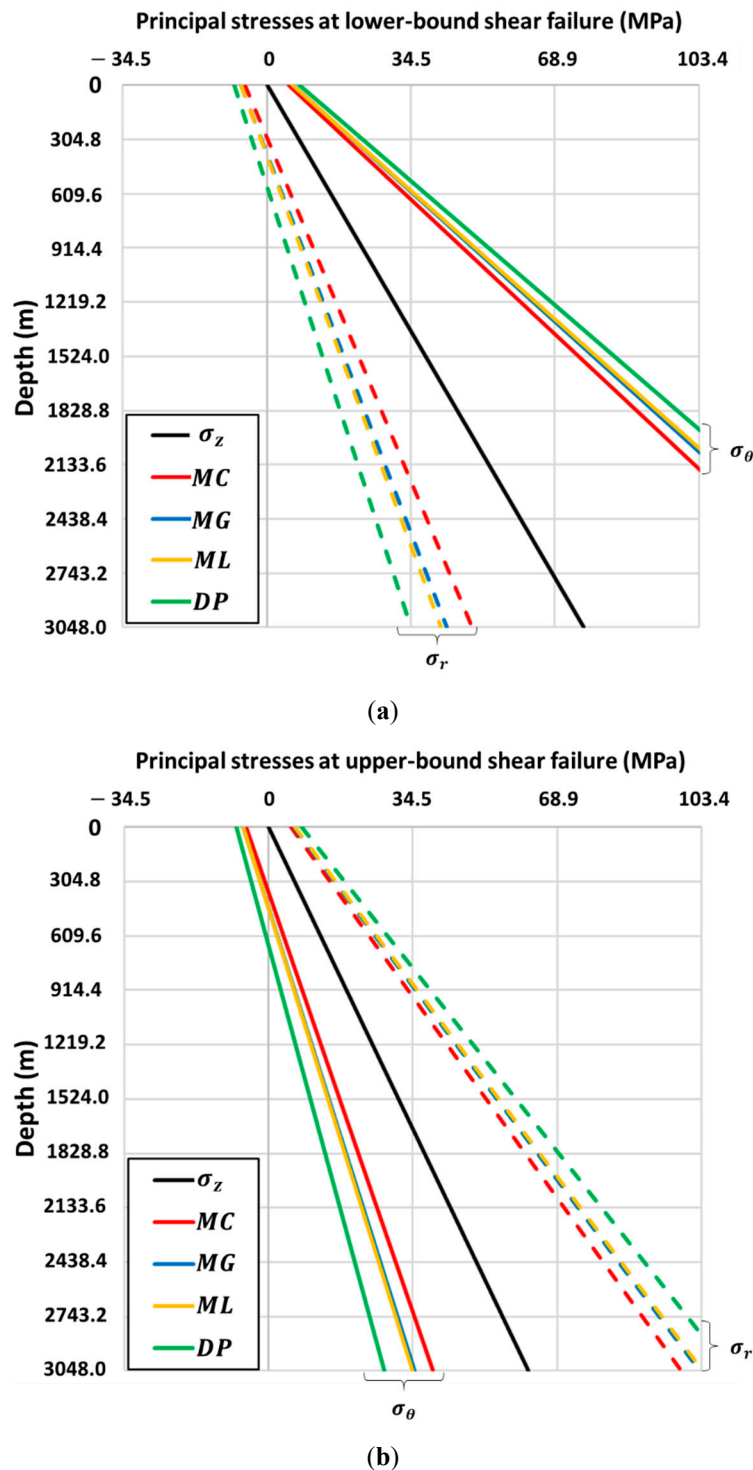 Principal stresses at lower-bound shear failure (MPa)
− 34.5 0 34.5 68.9 103.4
0
304.8
609.6
914.4
1219.2
1524.0
1828.8
2133.6
2438.4
2743.2
3048.0
Depth (m)
σz
MC
MG
ML
DP
σθ
σr
(a)
Principal stresses at upper-bound shear failure (MPa)
− 34.5 0 34.5 68.9 103.4
0
304.8
609.6
914.4
1219.2
1524.0
1828.8
2133.6
2438.4
2743.2
3048.0
Depth (m)
σz
MC
MG
ML
DP
σr
σθ
(b)